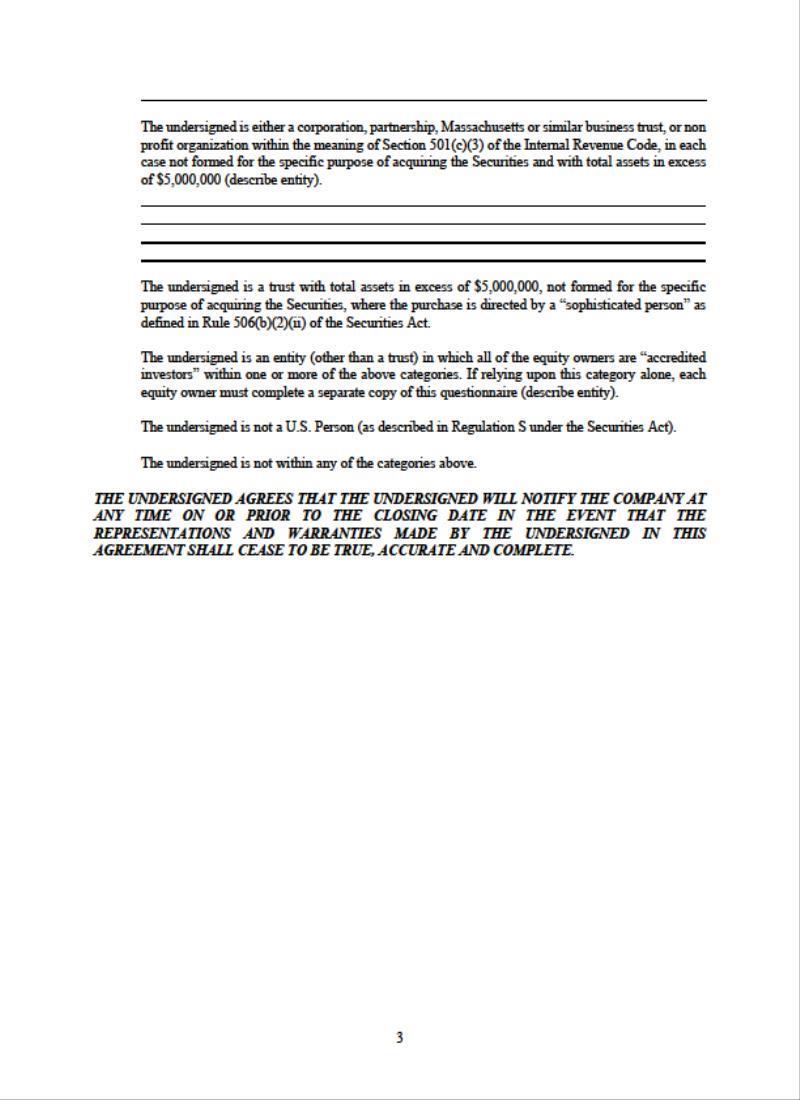 The undersigned is either a corporation, partnership, Massachusetts or similar business trust, or non
profit organization within the meaning of Section 501(c)(3) of the Internal Revenue Code, in each
case not formed for the specific purpose of acquiring the Securities and with total assets in excess
of $5,000,000 (describe entity).
The undersigned is a trust with total assets in excess of $5,000,000, not formed for the specific
purpose of acquiring the Securities, where the purchase is directed by a “sophisticated person” as
defined in Rule 506(b)(2)(ii) of the Securities Act.
The undersigned is an entity (other than a trust) in which all of the equity owners are “accredited
investors” within one or more of the above categories. If relying upon this category alone, each
equity owner must complete a separate copy of this questionnaire (describe entity).
The undersigned is not a U.S. Person (as described in Regulation S under the Securities Act).
The undersigned is not within any of the categories above.
THE UNDERSIGNED AGREES THAT THE UNDERSIGNED WILL NOTIFY THE COMPANY AT
ANY TIME ON OR PRIOR TO THE CLOSING DATE IN THE EVENT THAT THE
REPRESENTATIONS AND WARRANTIES MADE BY THE UNDERSIGNED IN THIS
AGREEMENT SHALL CEASE TO BE TRUE, ACCURATE AND COMPLETE.
3